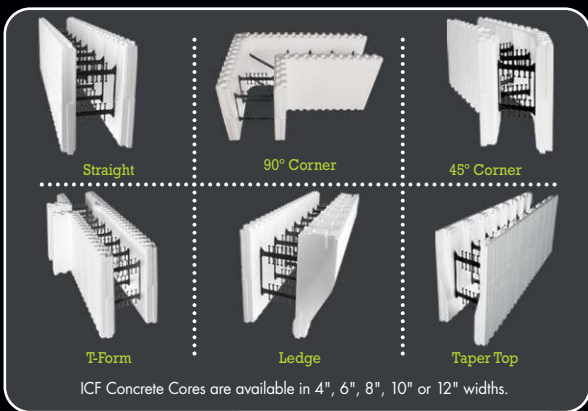 Straight
90° Corner
45° Corner
T-Form
Ledge
Taper Top
ICF Concrete Cores are available in 4", 6", 8", 10" or 12" widths.